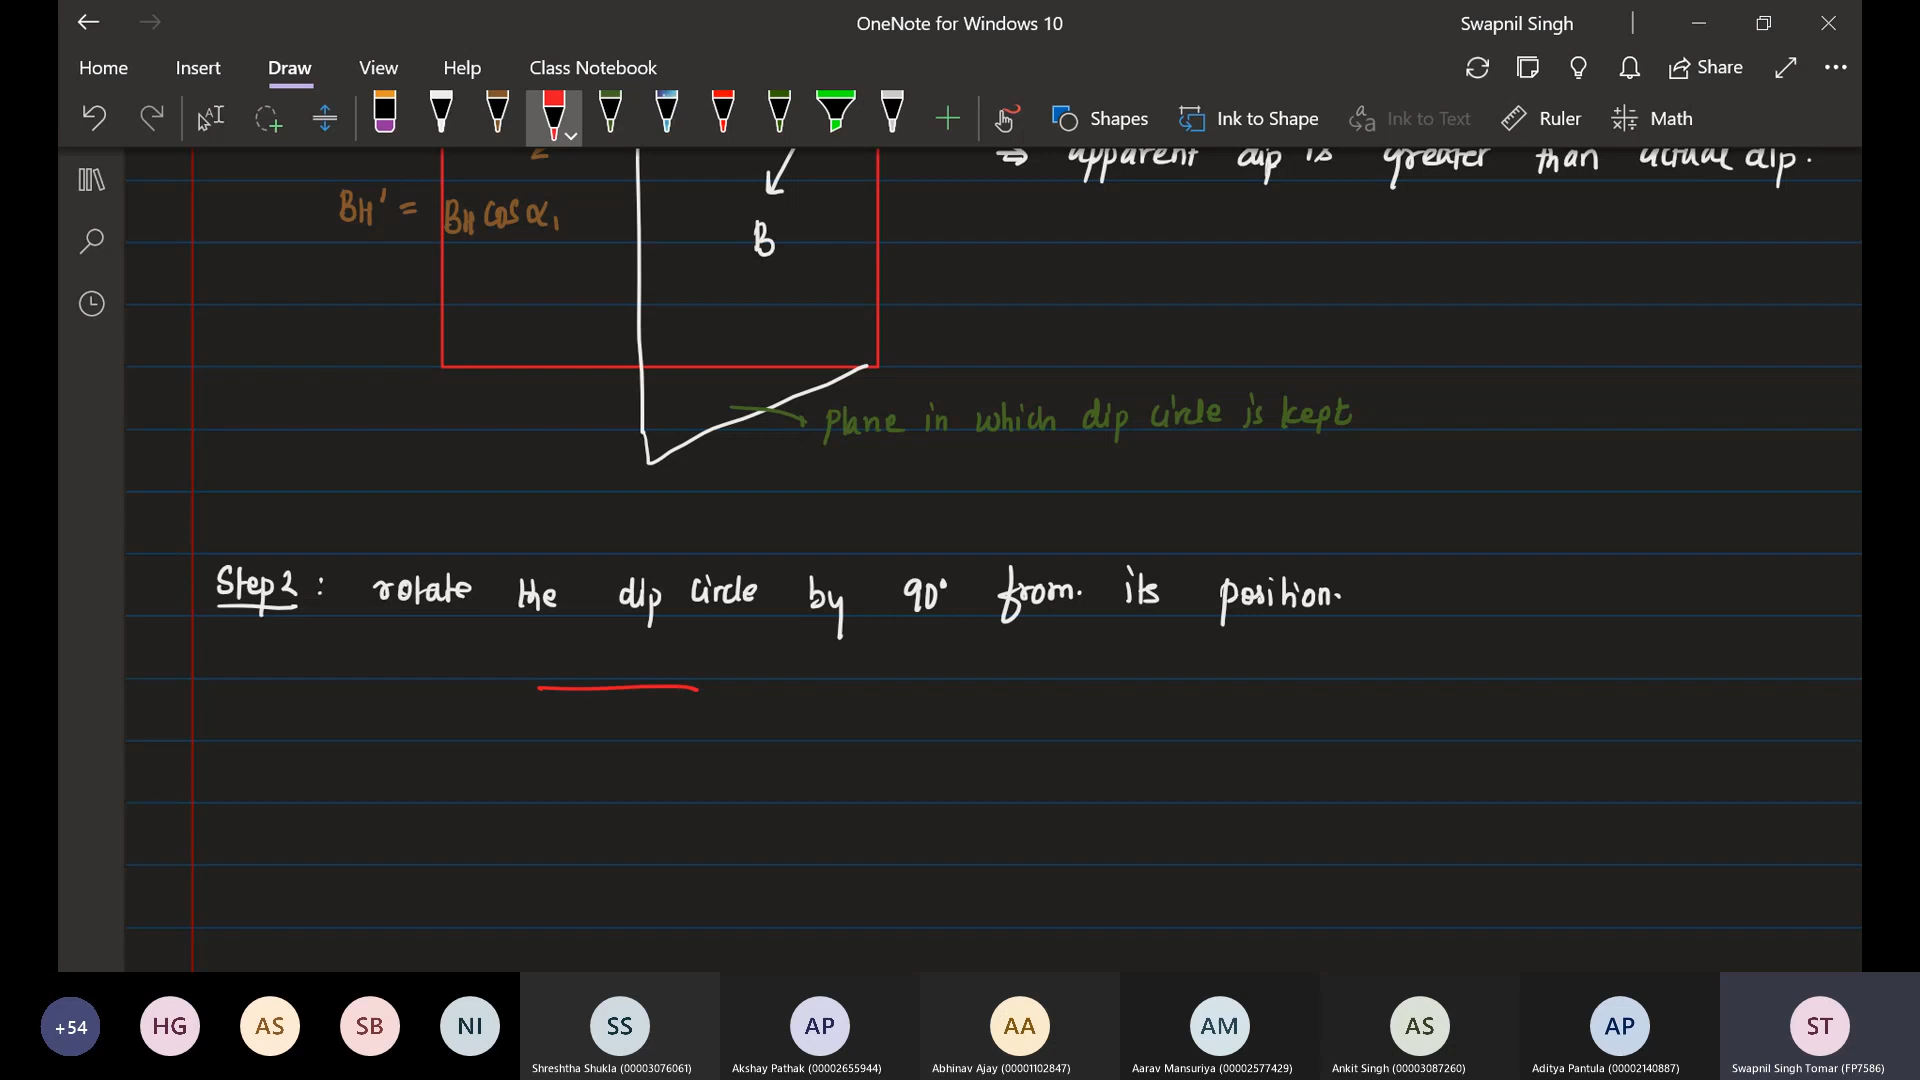 OneNote for Windows 10
Swapnil Singh
Home Insert Draw View Help Class Notebook
Share
Shapes Ink to Shape Ink to Text Ruler Math
⇒ apparent dip is greater than actual dip.
2
BH' = BH cos α₁
B
plane in which dip circle is kept
Step 2 : rotate the dip circle by 90° from its position.
+54 HG AS SB NI SS AP AA AM AS AP ST
Shreshtha Shukla (00003076061) Akshay Pathak (00002655944) Abhinav Ajay (00001102847) Aarav Mansuriya (00002577429) Ankit Singh (00003087260) Aditya Pantula (00002140887) Swapnil Singh Tomar (FP7586)